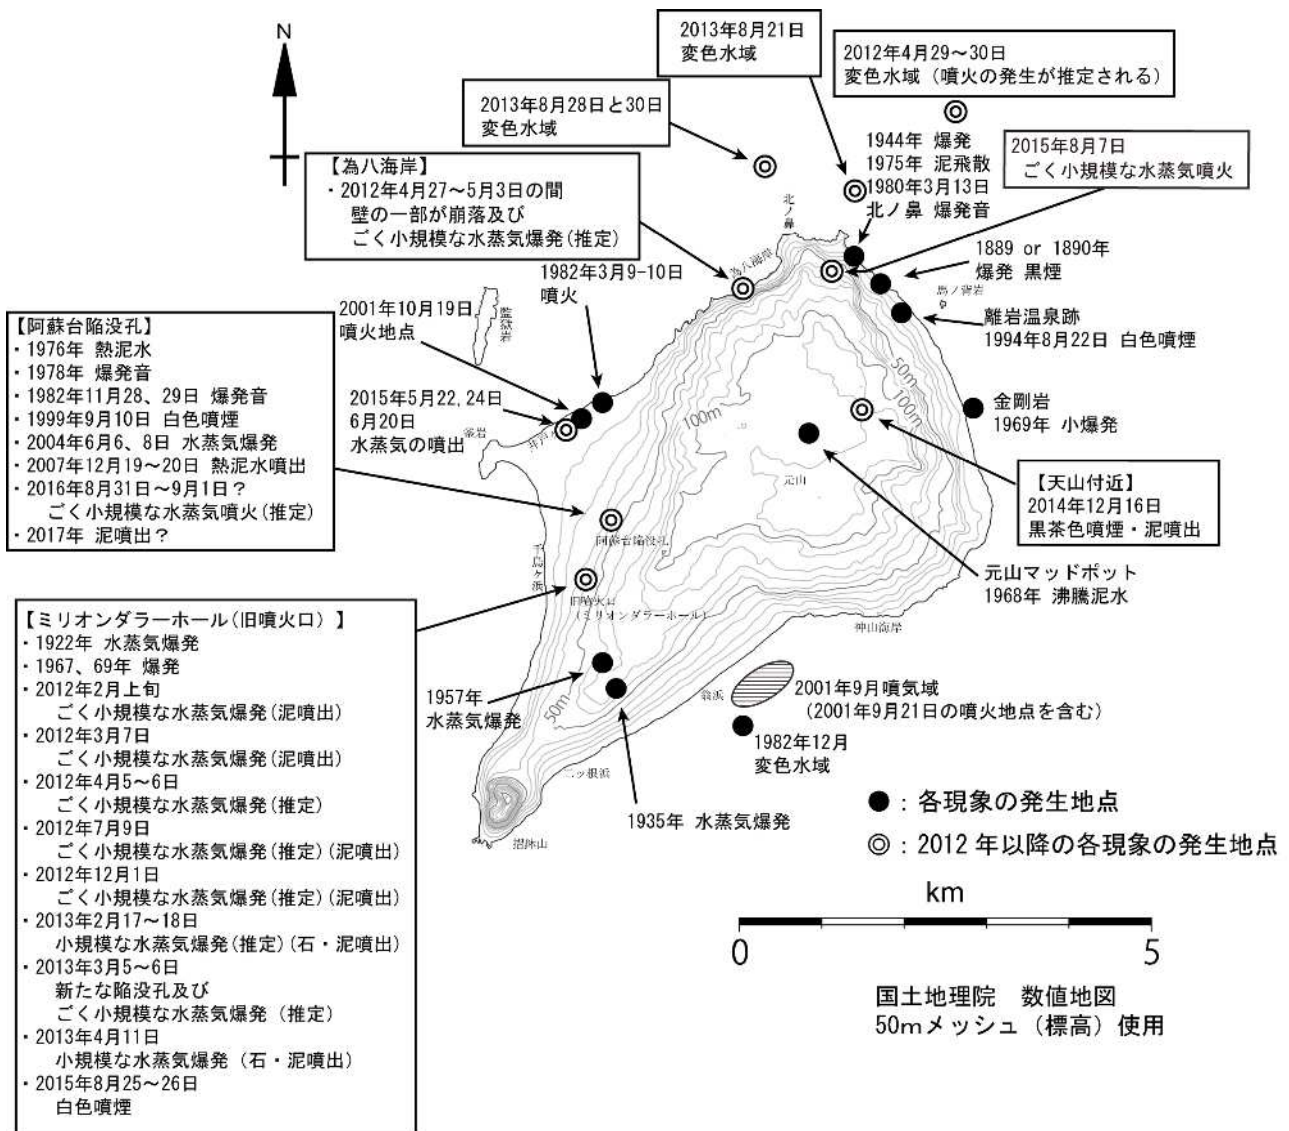 N
2013年8月21日
変色水域
2012年4月29～30日
変色水域（噴火の発生が推定される）
2013年8月28日と30日
変色水域
1944年 爆発
1975年 泥飛散
1980年3月13日
北ノ鼻 爆発音
2015年8月7日
ごく小規模な水蒸気噴火
【為八海岸】
・2012年4月27～5月3日の間
壁の一部が崩落及び
ごく小規模な水蒸気爆発(推定)
北ノ鼻
為八海岸
1889 or 1890年
爆発 黒煙
馬ノ背岩
離岩温泉跡
1994年8月22日 白色噴煙
1982年3月9-10日
噴火
2001年10月19日
噴火地点
監獄岩
2015年5月22,24日
6月20日
水蒸気の噴出
釜岩
【阿蘇台陥没孔】
・1976年 熱泥水
・1978年 爆発音
・1982年11月28、29日 爆発音
・1999年9月10日 白色噴煙
・2004年6月6、8日 水蒸気爆発
・2007年12月19～20日 熱泥水噴出
・2016年8月31日～9月1日？
ごく小規模な水蒸気噴火(推定)
・2017年 泥噴出？
50m
100m
100m
金剛岩
1969年 小爆発
元山
【天山付近】
2014年12月16日
黒茶色噴煙・泥噴出
阿蘇台陥没孔
千鳥ヶ浜
元山マッドポット
1968年 沸騰泥水
旧噴火口
(ミリオンダラーホール)
神山海岸
【ミリオンダラーホール(旧噴火口）】
・1922年 水蒸気爆発
・1967、69年 爆発
・2012年2月上旬
ごく小規模な水蒸気爆発(泥噴出)
・2012年3月7日
ごく小規模な水蒸気爆発(泥噴出)
・2012年4月5～6日
ごく小規模な水蒸気爆発(推定)
・2012年7月9日
ごく小規模な水蒸気爆発(推定)(泥噴出)
・2012年12月1日
ごく小規模な水蒸気爆発(推定)(泥噴出)
・2013年2月17～18日
小規模な水蒸気爆発(推定)(石・泥噴出)
・2013年3月5～6日
新たな陥没孔及び
ごく小規模な水蒸気爆発（推定）
・2013年4月11日
小規模な水蒸気爆発（石・泥噴出）
・2015年8月25～26日
白色噴煙
1957年
水蒸気爆発
50m
翁浜
2001年9月噴気域
（2001年9月21日の噴火地点を含む）
1982年12月
変色水域
二ッ根浜
1935年 水蒸気爆発
摺鉢山
●：各現象の発生地点
◎：2012年以降の各現象の発生地点
km
0
5
国土地理院　数値地図
50mメッシュ（標高）使用